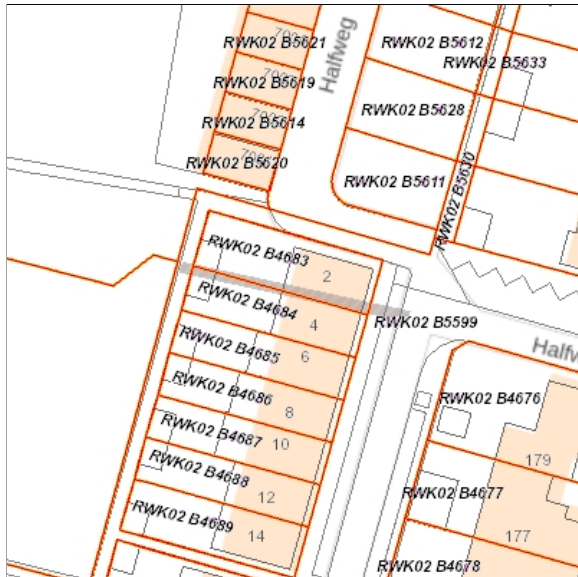 RWK02 B5621
RWK02 B5619
RWK02 B5614
RWK02 B5620
Halfweg
RWK02 B5612
RWK02 B5633
RWK02 B5628
RWK02 B5611
RWK02 B5630
RWK02 B4683
2
RWK02 B4684
4
RWK02 B5599
RWK02 B4685
6
RWK02 B4686
8
RWK02 B4687
10
RWK02 B4688
12
RWK02 B4689
14
RWK02 B4676
179
RWK02 B4677
177
RWK02 B4678